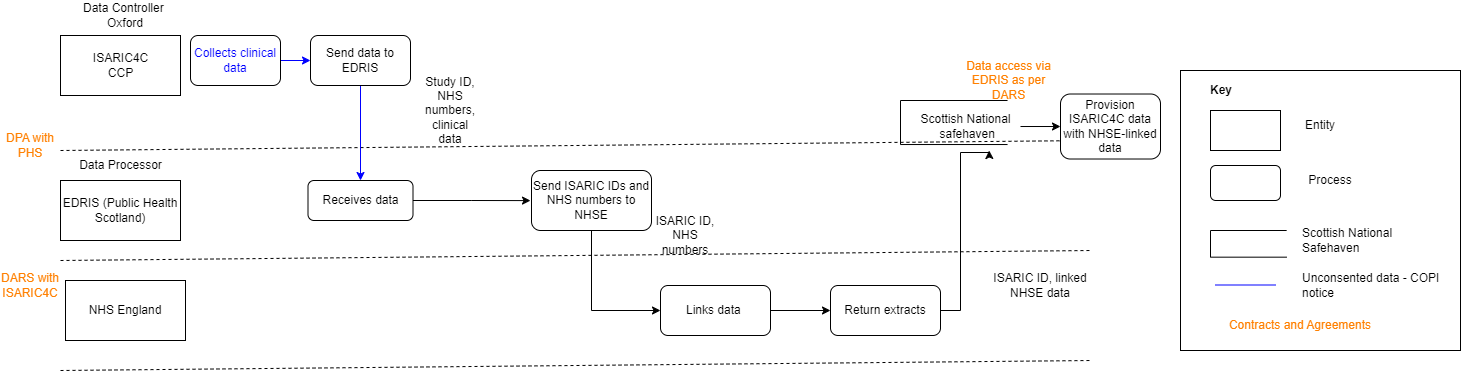 Data Controller
Oxford
ISARIC4C
CCP
Collects clinical
data
Send data to
EDRIS
Study ID,
NHS
numbers,
clinical
data
Data access via
EDRIS as per
DARS
Scottish National
safehaven
Provision
ISARIC4C data
with NHSE-linked
data
DPA with
PHS
Data Processor
EDRIS (Public Health
Scotland)
Receives data
Send ISARIC IDs and
NHS numbers to
NHSE
ISARIC ID,
NHS
numbers
DARS with
ISARIC4C
NHS England
Links data
Return extracts
ISARIC ID, linked
NHSE data
Key
Entity
Process
Scottish National
Safehaven
Unconsented data - COPI
notice
Contracts and Agreements